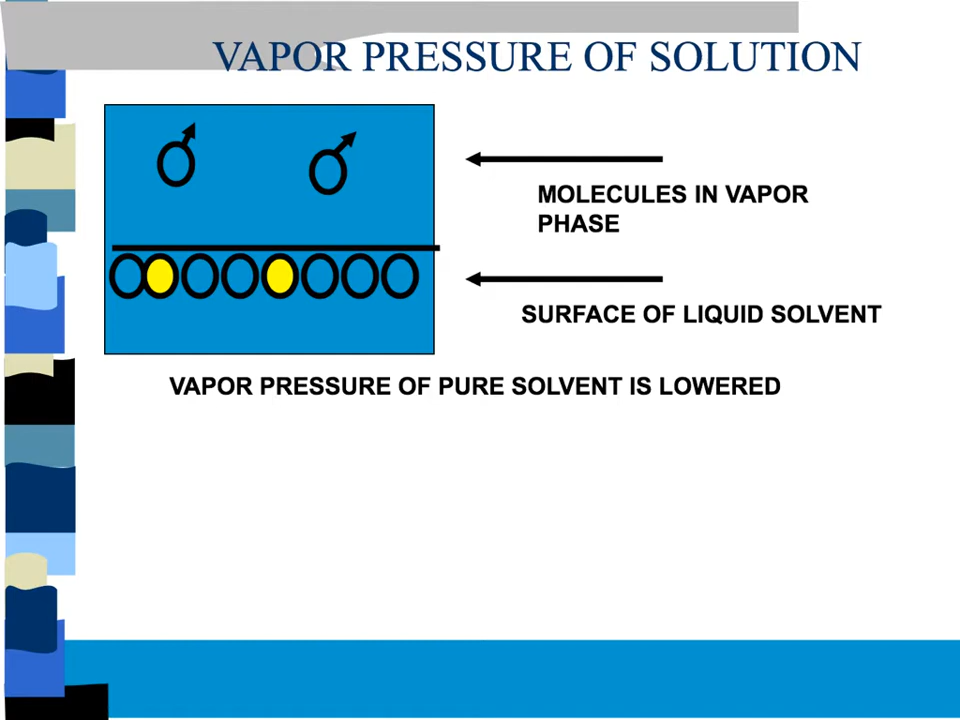 VAPOR PRESSURE OF SOLUTION
MOLECULES IN VAPOR
PHASE
SURFACE OF LIQUID SOLVENT
VAPOR PRESSURE OF PURE SOLVENT IS LOWERED